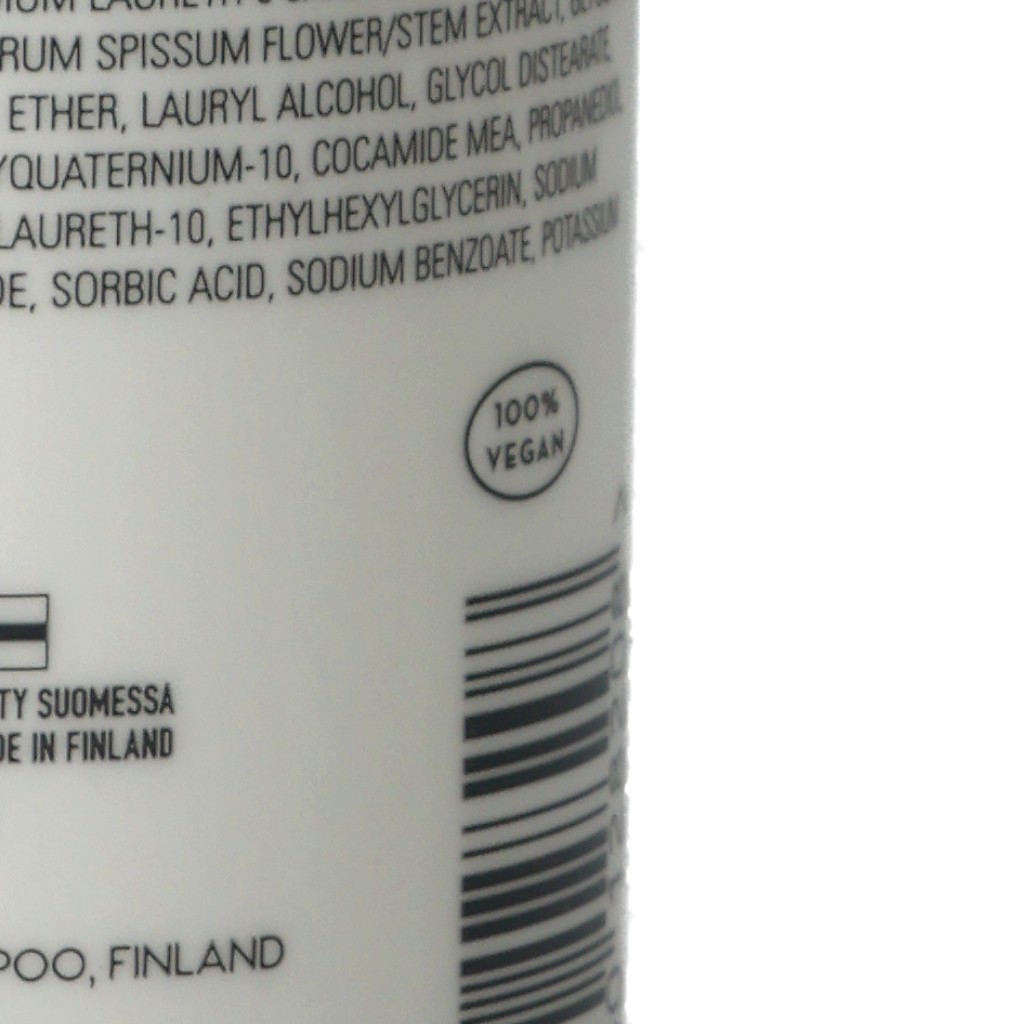 RUM SPISSUM FLOWER/STEM EXTRACT,
ETHER, LAURYL ALCOHOL, GLYCOL DISTEARATE,
YQUATERNIUM-10, COCAMIDE MEA, PROPANEDIOL,
LAURETH-10, ETHYLHEXYLGLYCERIN, SODIUM
DE, SORBIC ACID, SODIUM BENZOATE, POTASSIUM
100%
VEGAN
TY SUOMESSA
DE IN FINLAND
POO, FINLAND